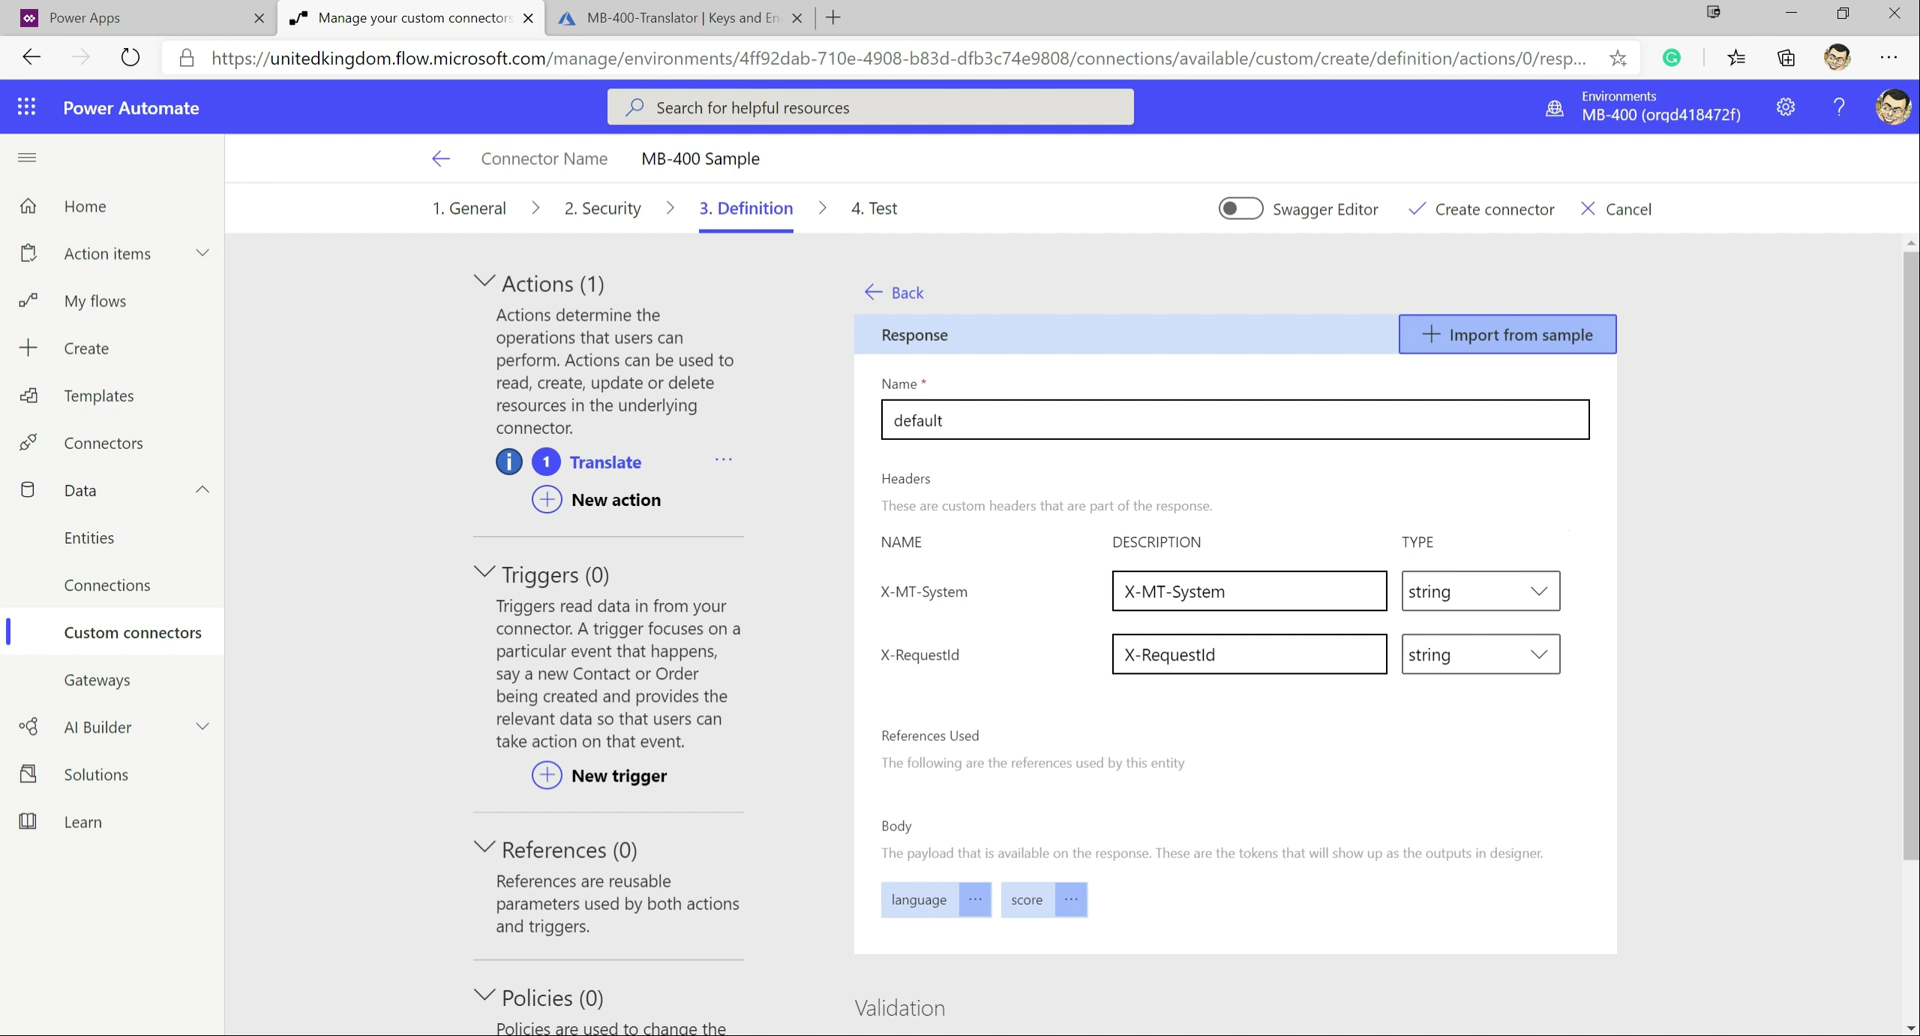 Power Apps
Manage your custom connectors
MB-400-Translator | Keys and En
https://unitedkingdom.flow.microsoft.com/manage/environments/4ff92dab-710e-4908-b83d-dfb3c74e9808/connections/available/custom/create/definition/actions/0/resp...
Power Automate
Search for helpful resources
Environments
MB-400 (orqd418472f)
Connector Name MB-400 Sample
1. General
2. Security
3. Definition
4. Test
Swagger Editor
Create connector
Cancel
Home
Action items
My flows
Create
Templates
Connectors
Data
Entities
Connections
Custom connectors
Gateways
AI Builder
Solutions
Learn
Actions (1)
Actions determine the
operations that users can
perform. Actions can be used to
read, create, update or delete
resources in the underlying
connector.
1 Translate ...
New action
Triggers (0)
Triggers read data in from your
connector. A trigger focuses on a
particular event that happens,
say a new Contact or Order
being created and provides the
relevant data so that users can
take action on that event.
New trigger
References (0)
References are reusable
parameters used by both actions
and triggers.
Policies (0)
Policies are used to change the
Back
Response
Import from sample
Name *
default
Headers
These are custom headers that are part of the response.
NAME DESCRIPTION TYPE
X-MT-System X-MT-System string
X-RequestId X-RequestId string
References Used
The following are the references used by this entity
Body
The payload that is available on the response. These are the tokens that will show up as the outputs in designer.
language ... score ...
Validation